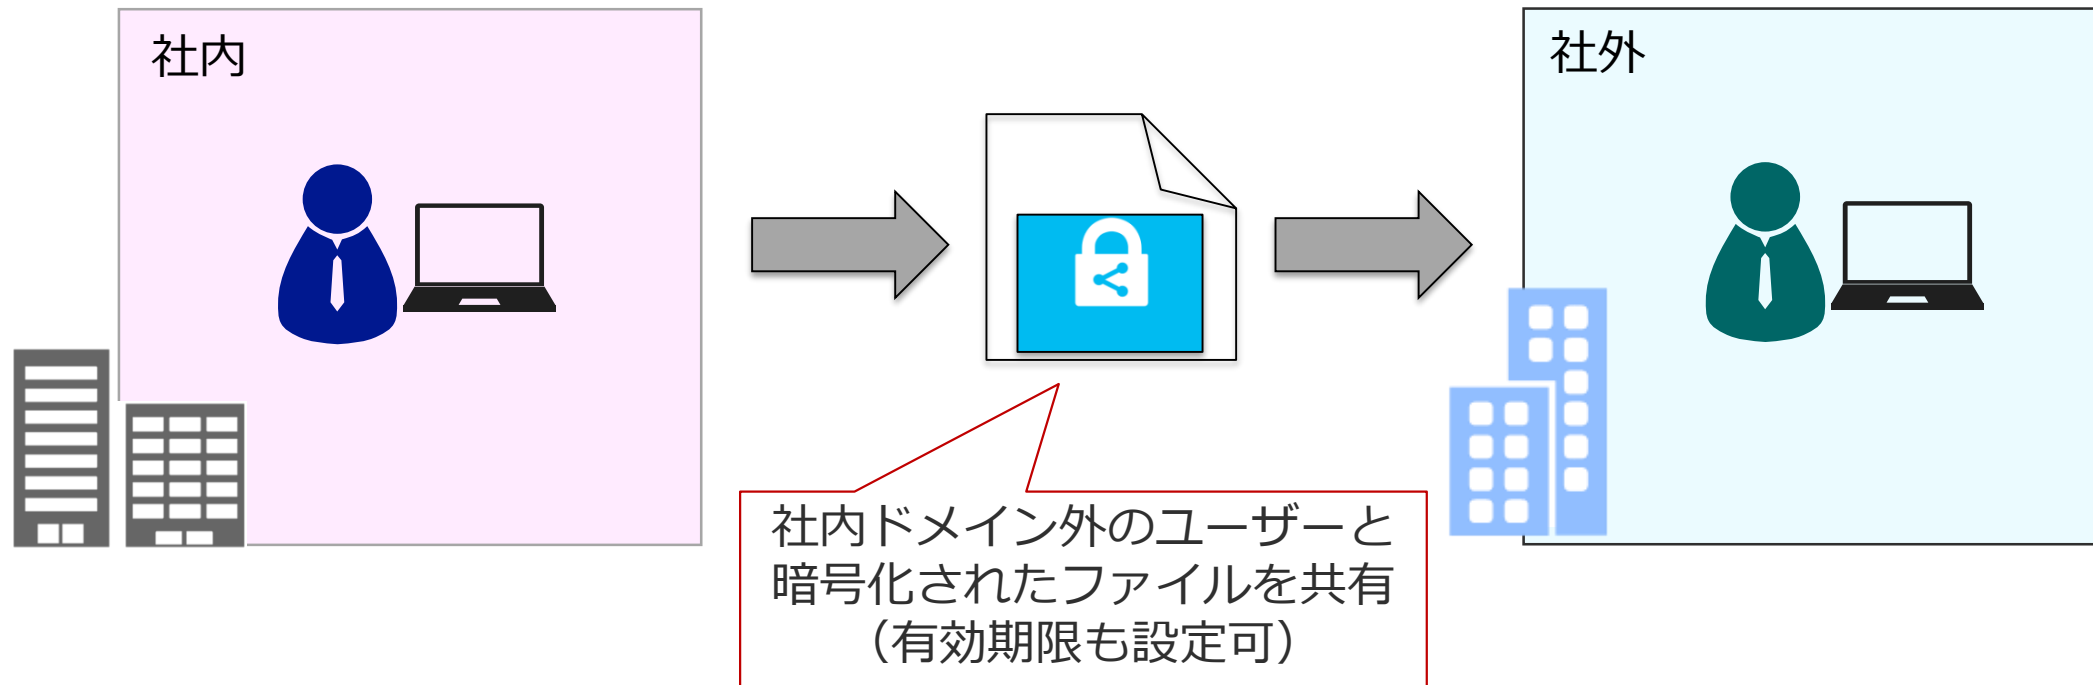 社内
社外
社内ドメイン外のユーザーと
暗号化されたファイルを共有
（有効期限も設定可）